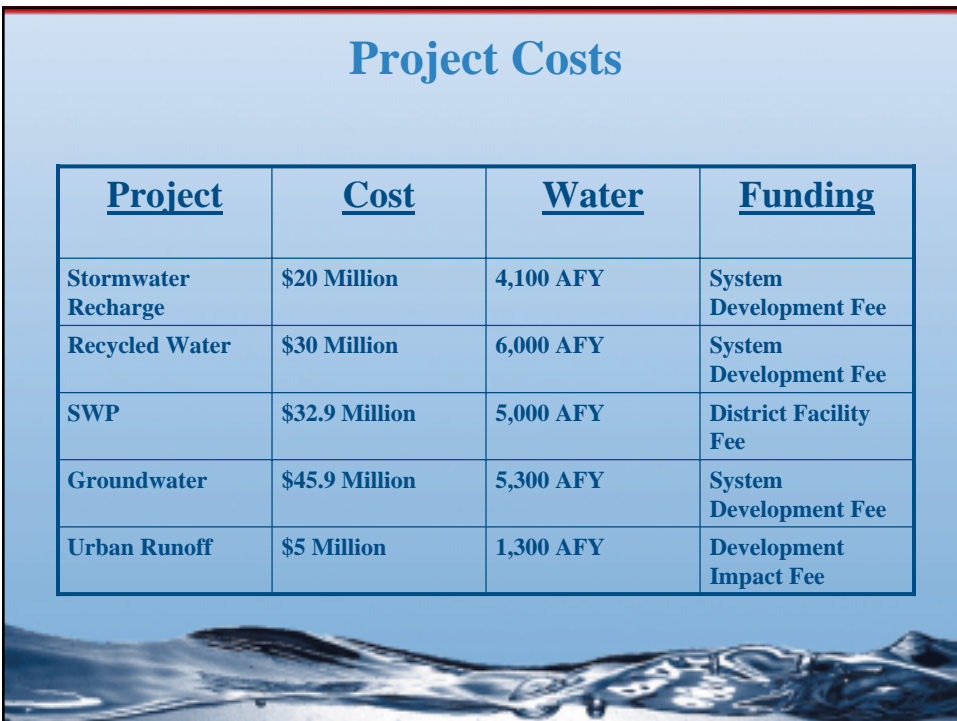 Project Costs
Project Cost Water Funding
Stormwater Recharge $20 Million 4,100 AFY System Development Fee
Recycled Water $30 Million 6,000 AFY System Development Fee
SWP $32.9 Million 5,000 AFY District Facility Fee
Groundwater $45.9 Million 5,300 AFY System Development Fee
Urban Runoff $5 Million 1,300 AFY Development Impact Fee